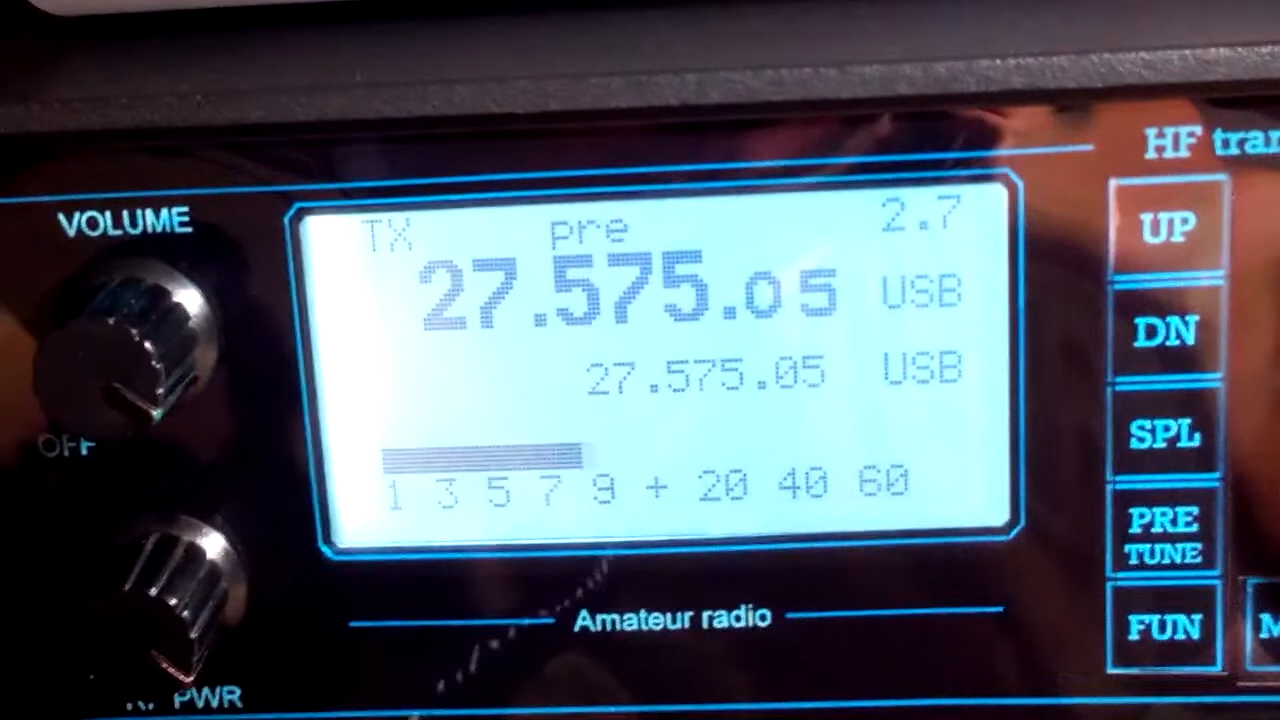 HF tran
VOLUME
TX pre 2.7
27.575.05 USB
27.575.05 USB
1 3 5 7 9 + 20 40 60
OFF
UP
DN
SPL
PRE
TUNE
FUN
M
Amateur radio
PWR